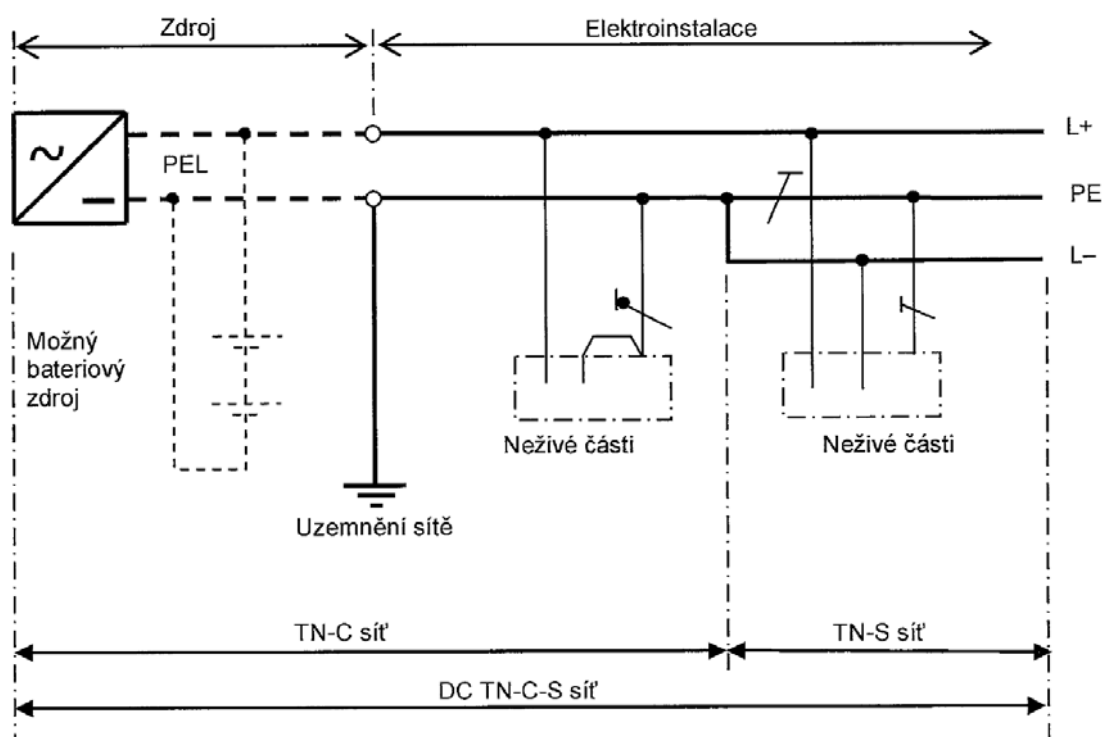 Zdroj
Elektroinstalace
L+
PEL
PE
L–
Možný
bateriový
zdroj
Neživé části
Neživé části
Uzemnění sítě
TN-C síť
TN-S síť
DC TN-C-S síť